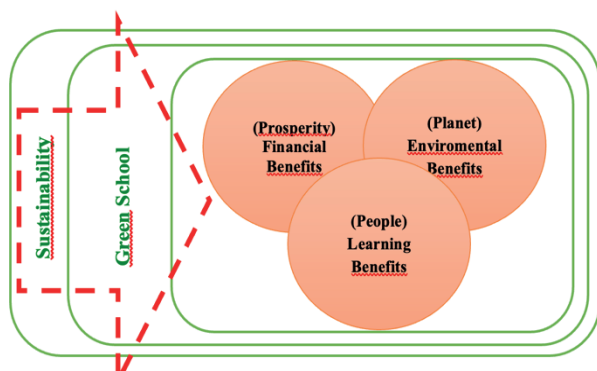 Sustainability
Green School
(Prosperity)
Financial
Benefits
(Planet)
Enviromental
Benefits
(People)
Learning
Benefits